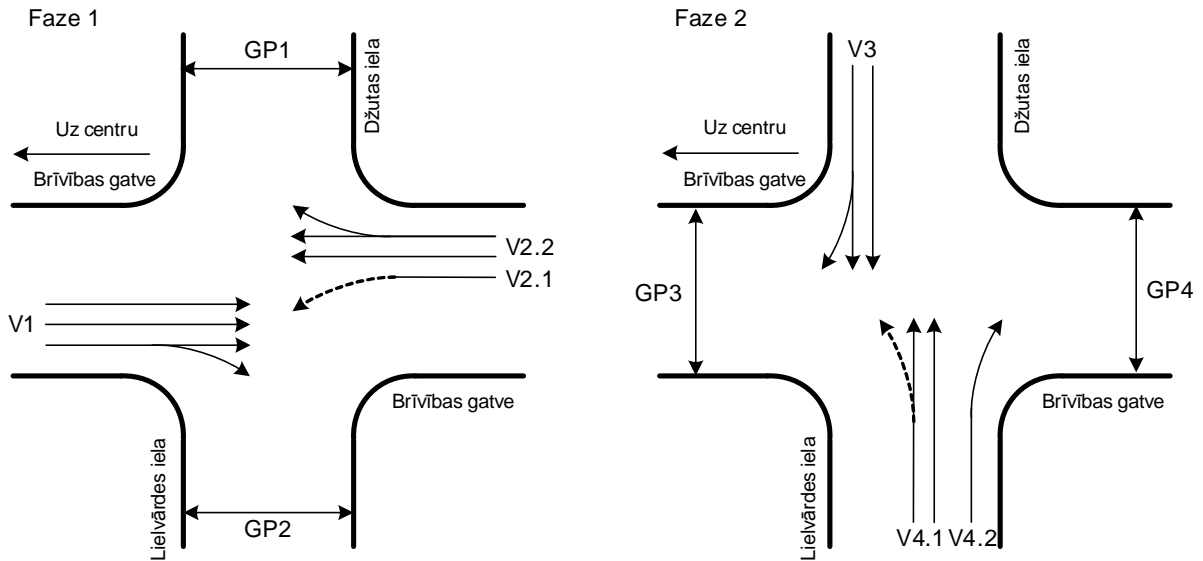 Faze 1
GP1
Džutas iela
Uz centru
Brīvības gatve
V2.2
V2.1
V1
Brīvības gatve
Lielvārdes iela
GP2
Faze 2
V3
Džutas iela
Uz centru
Brīvības gatve
GP3
GP4
Brīvības gatve
Lielvārdes iela
V4.1
V4.2